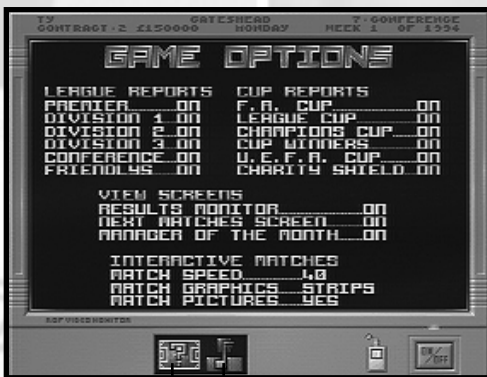 TY GATESHEAD 7-CONFERENCE
CONTRACT-2 £150000 MONDAY WEEK 1 OF 1994
GAME OPTIONS
LEAGUE REPORTS CUP REPORTS
PREMIER......ON F.A. CUP..........ON
DIVISION 1...ON LEAGUE CUP........ON
DIVISION 2...ON CHAMPIONS CUP.....ON
DIVISION 3...ON CUP WINNERS.......ON
CONFERENCE...ON U.E.F.A. CUP......ON
FRIENDLYS....ON CHARITY SHIELD....ON
VIEW SCREENS
RESULTS MONITOR..........ON
NEXT MATCHES SCREEN......ON
MANAGER OF THE MONTH.....ON
INTERACTIVE MATCHES
MATCH SPEED.......4.0
MATCH GRAPHICS....STRIPS
MATCH PICTURES....YES
VIDEO MONITOR
ON/OFF